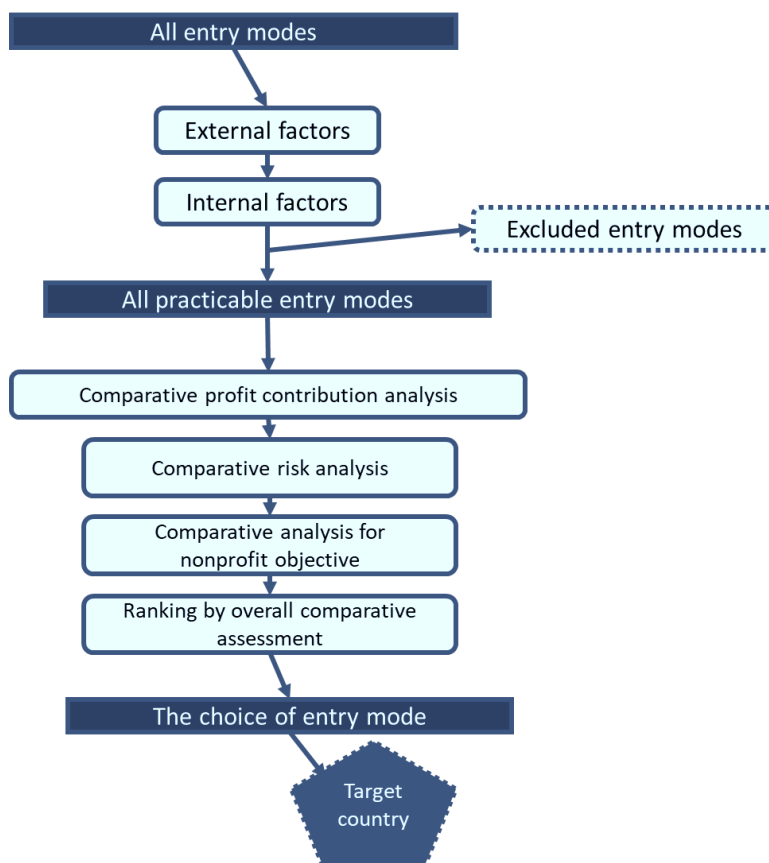 All entry modes
External factors
Internal factors
Excluded entry modes
All practicable entry modes
Comparative profit contribution analysis
Comparative risk analysis
Comparative analysis for
nonprofit objective
Ranking by overall comparative
assessment
The choice of entry mode
Target
country